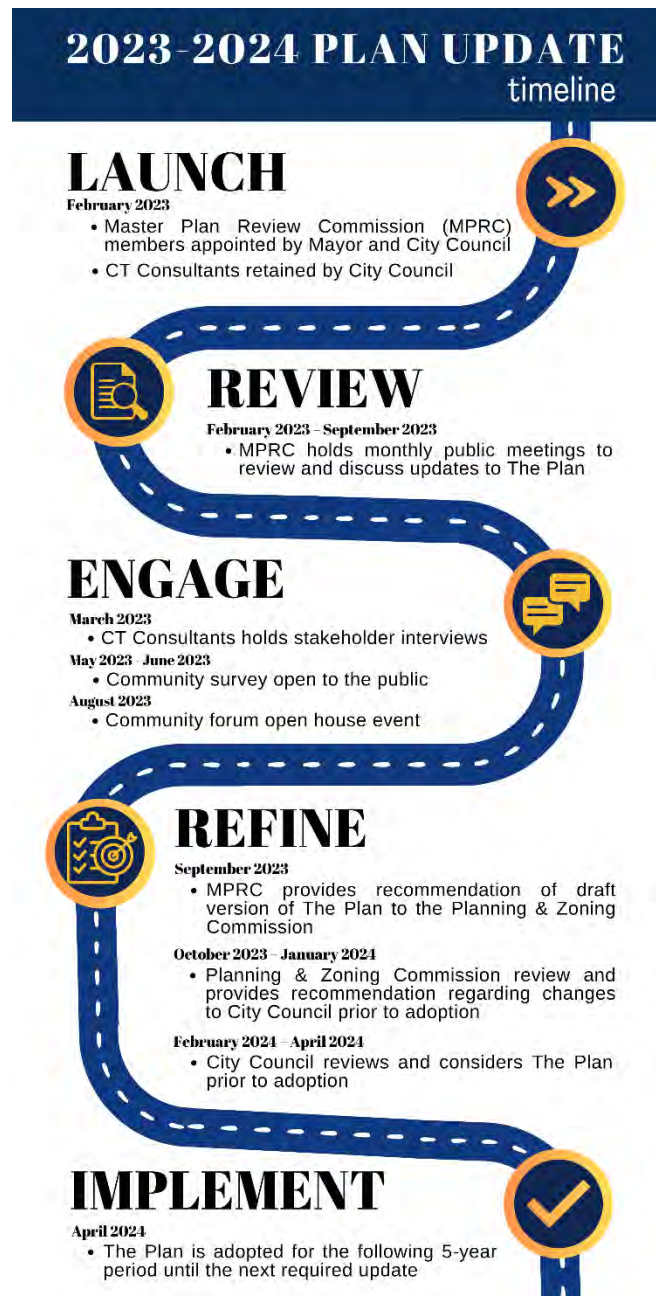 2023-2024 PLAN UPDATE
timeline
LAUNCH
February 2023
• Master Plan Review Commission (MPRC)
members appointed by Mayor and City Council
• CT Consultants retained by City Council
REVIEW
February 2023 – September 2023
• MPRC holds monthly public meetings to
review and discuss updates to The Plan
ENGAGE
March 2023
• CT Consultants holds stakeholder interviews
May 2023 - June 2023
• Community survey open to the public
August 2023
• Community forum open house event
REFINE
September 2023
• MPRC provides recommendation of draft
version of The Plan to the Planning & Zoning
Commission
October 2023 – January 2024
• Planning & Zoning Commission review and
provides recommendation regarding changes
to City Council prior to adoption
February 2024 – April 2024
• City Council reviews and considers The Plan
prior to adoption
IMPLEMENT
April 2024
• The Plan is adopted for the following 5-year
period until the next required update